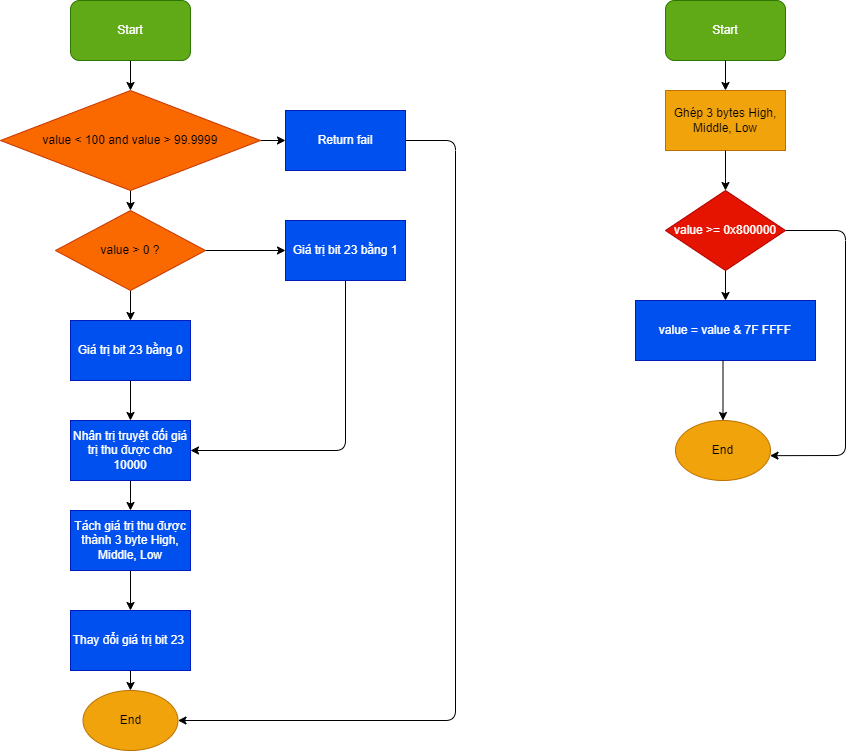 Start
value < 100 and value > 99.9999
Return fail
value > 0 ?
Giá trị bit 23 bằng 1
Giá trị bit 23 bằng 0
Nhân trị truyệt đối giá
trị thu được cho
10000
Tách giá trị thu được
thành 3 byte High,
Middle, Low
Thay đổi giá trị bit 23
End
Start
Ghép 3 bytes High,
Middle, Low
value >= 0x800000
value = value & 7F FFFF
End